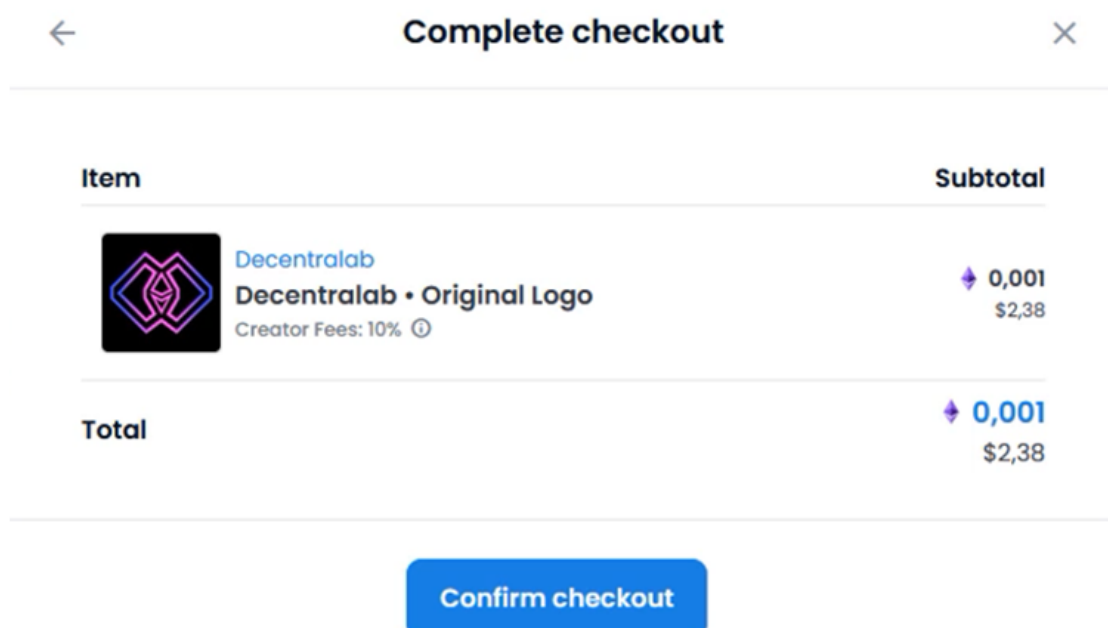 Complete checkout
Item
Subtotal
Decentralab
Decentralab • Original Logo
Creator Fees: 10%
0,001
$2,38
Total
0,001
$2,38
Confirm checkout